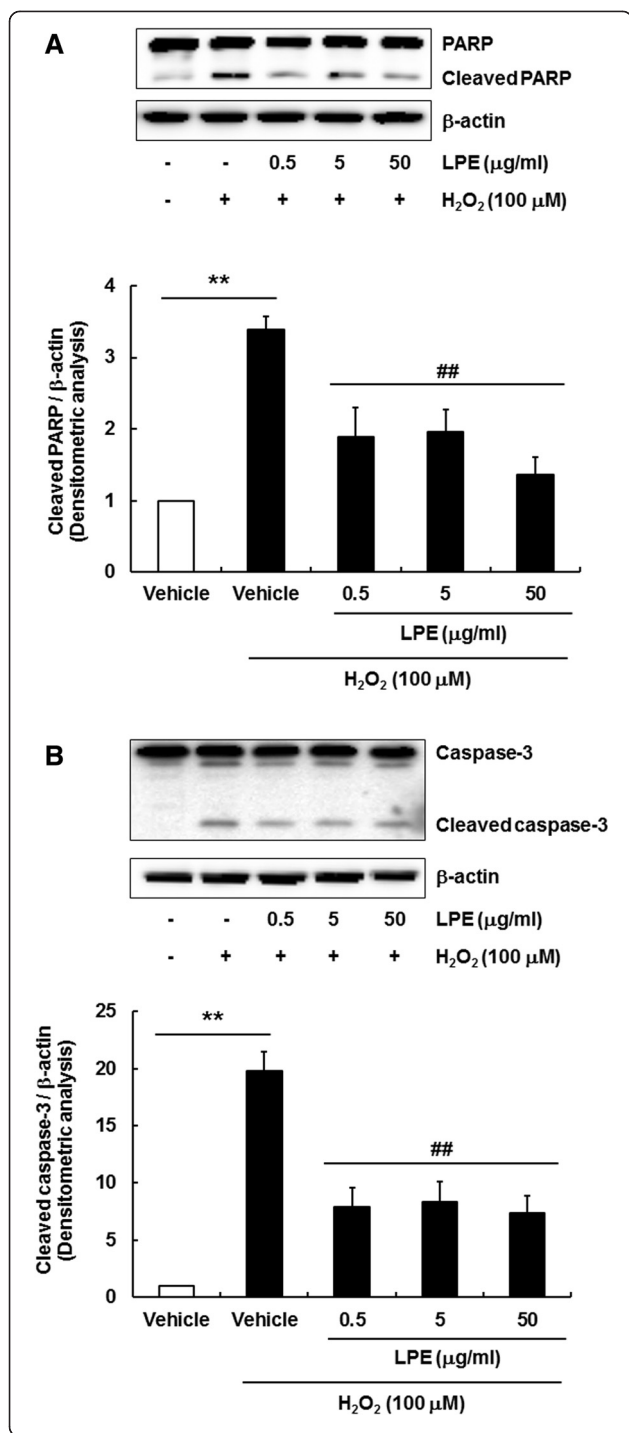 A
PARP
Cleaved PARP
β-actin
- - 0.5 5 50 LPE (μg/ml)
- + + + + H₂O₂ (100 μM)
Cleaved PARP / β-actin
(Densitometric analysis)
4
3
2
1
0
**
##
Vehicle Vehicle 0.5 5 50
LPE (μg/ml)
H₂O₂ (100 μM)
B
Caspase-3
Cleaved caspase-3
β-actin
- - 0.5 5 50 LPE (μg/ml)
- + + + + H₂O₂ (100 μM)
Cleaved caspase-3 / β-actin
(Densitometric analysis)
25
20
15
10
5
0
**
##
Vehicle Vehicle 0.5 5 50
LPE (μg/ml)
H₂O₂ (100 μM)